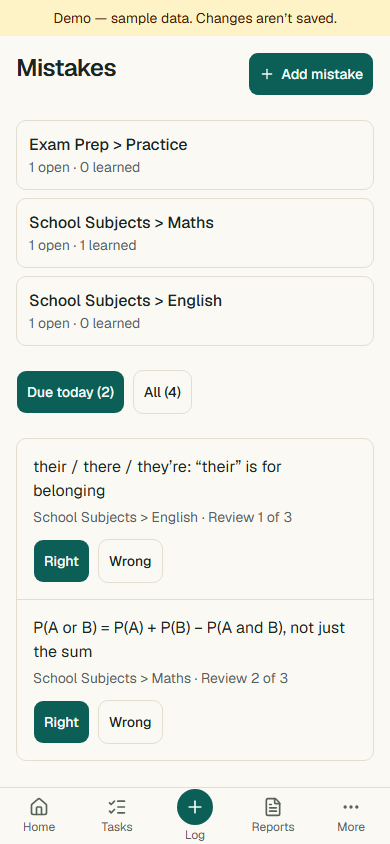 Demo — sample data. Changes aren't saved.
Mistakes
+ Add mistake
Exam Prep > Practice
1 open · 0 learned
School Subjects > Maths
1 open · 1 learned
School Subjects > English
1 open · 0 learned
Due today (2)
All (4)
their / there / they’re: “their” is for
belonging
School Subjects > English · Review 1 of 3
Right
Wrong
P(A or B) = P(A) + P(B) − P(A and B), not just
the sum
School Subjects > Maths · Review 2 of 3
Right
Wrong
Home
Tasks
Log
Reports
More